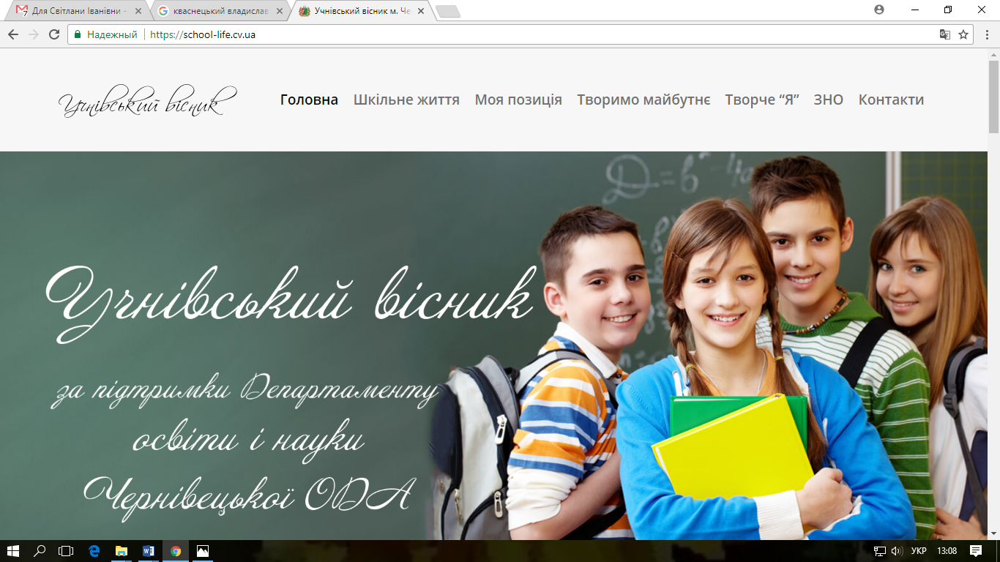 Для Світлани Іванівни -
кваснецький владислав
Учнівський вісник м. Че
Надежный
https://school-life.cv.ua
Учнівський вісник
Головна
Шкільне життя
Моя позиція
Творимо майбутнє
Творче “Я”
ЗНО
Контакти
Учнівський вісник
за підтримки Департаменту
освіти і науки
Чернівецької ОДА
УКР
13:08